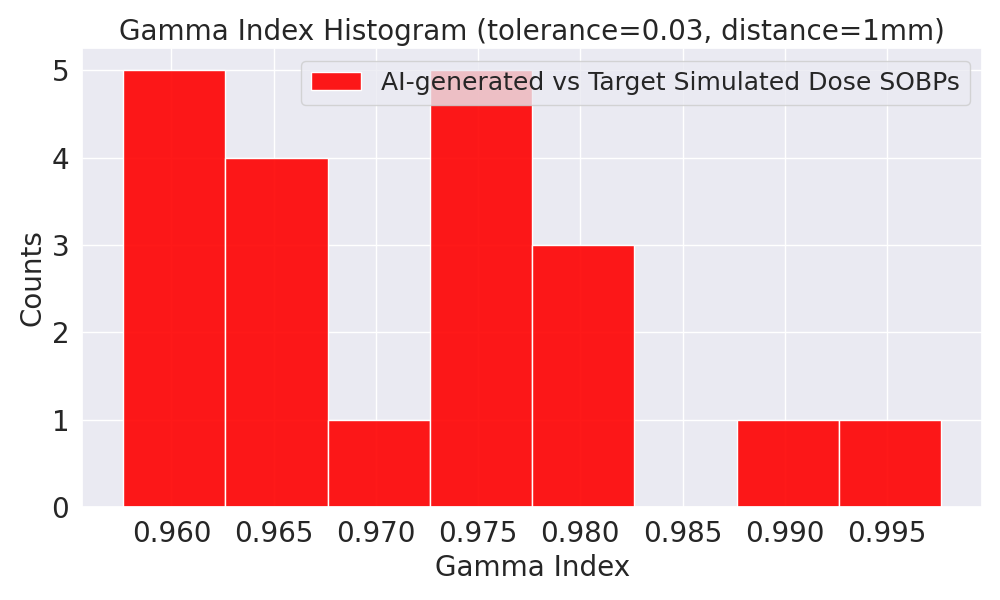 Gamma Index Histogram (tolerance=0.03, distance=1mm)
AI-generated vs Target Simulated Dose SOBPs
Counts
5
4
3
2
1
0
0.960 0.965 0.970 0.975 0.980 0.985 0.990 0.995
Gamma Index